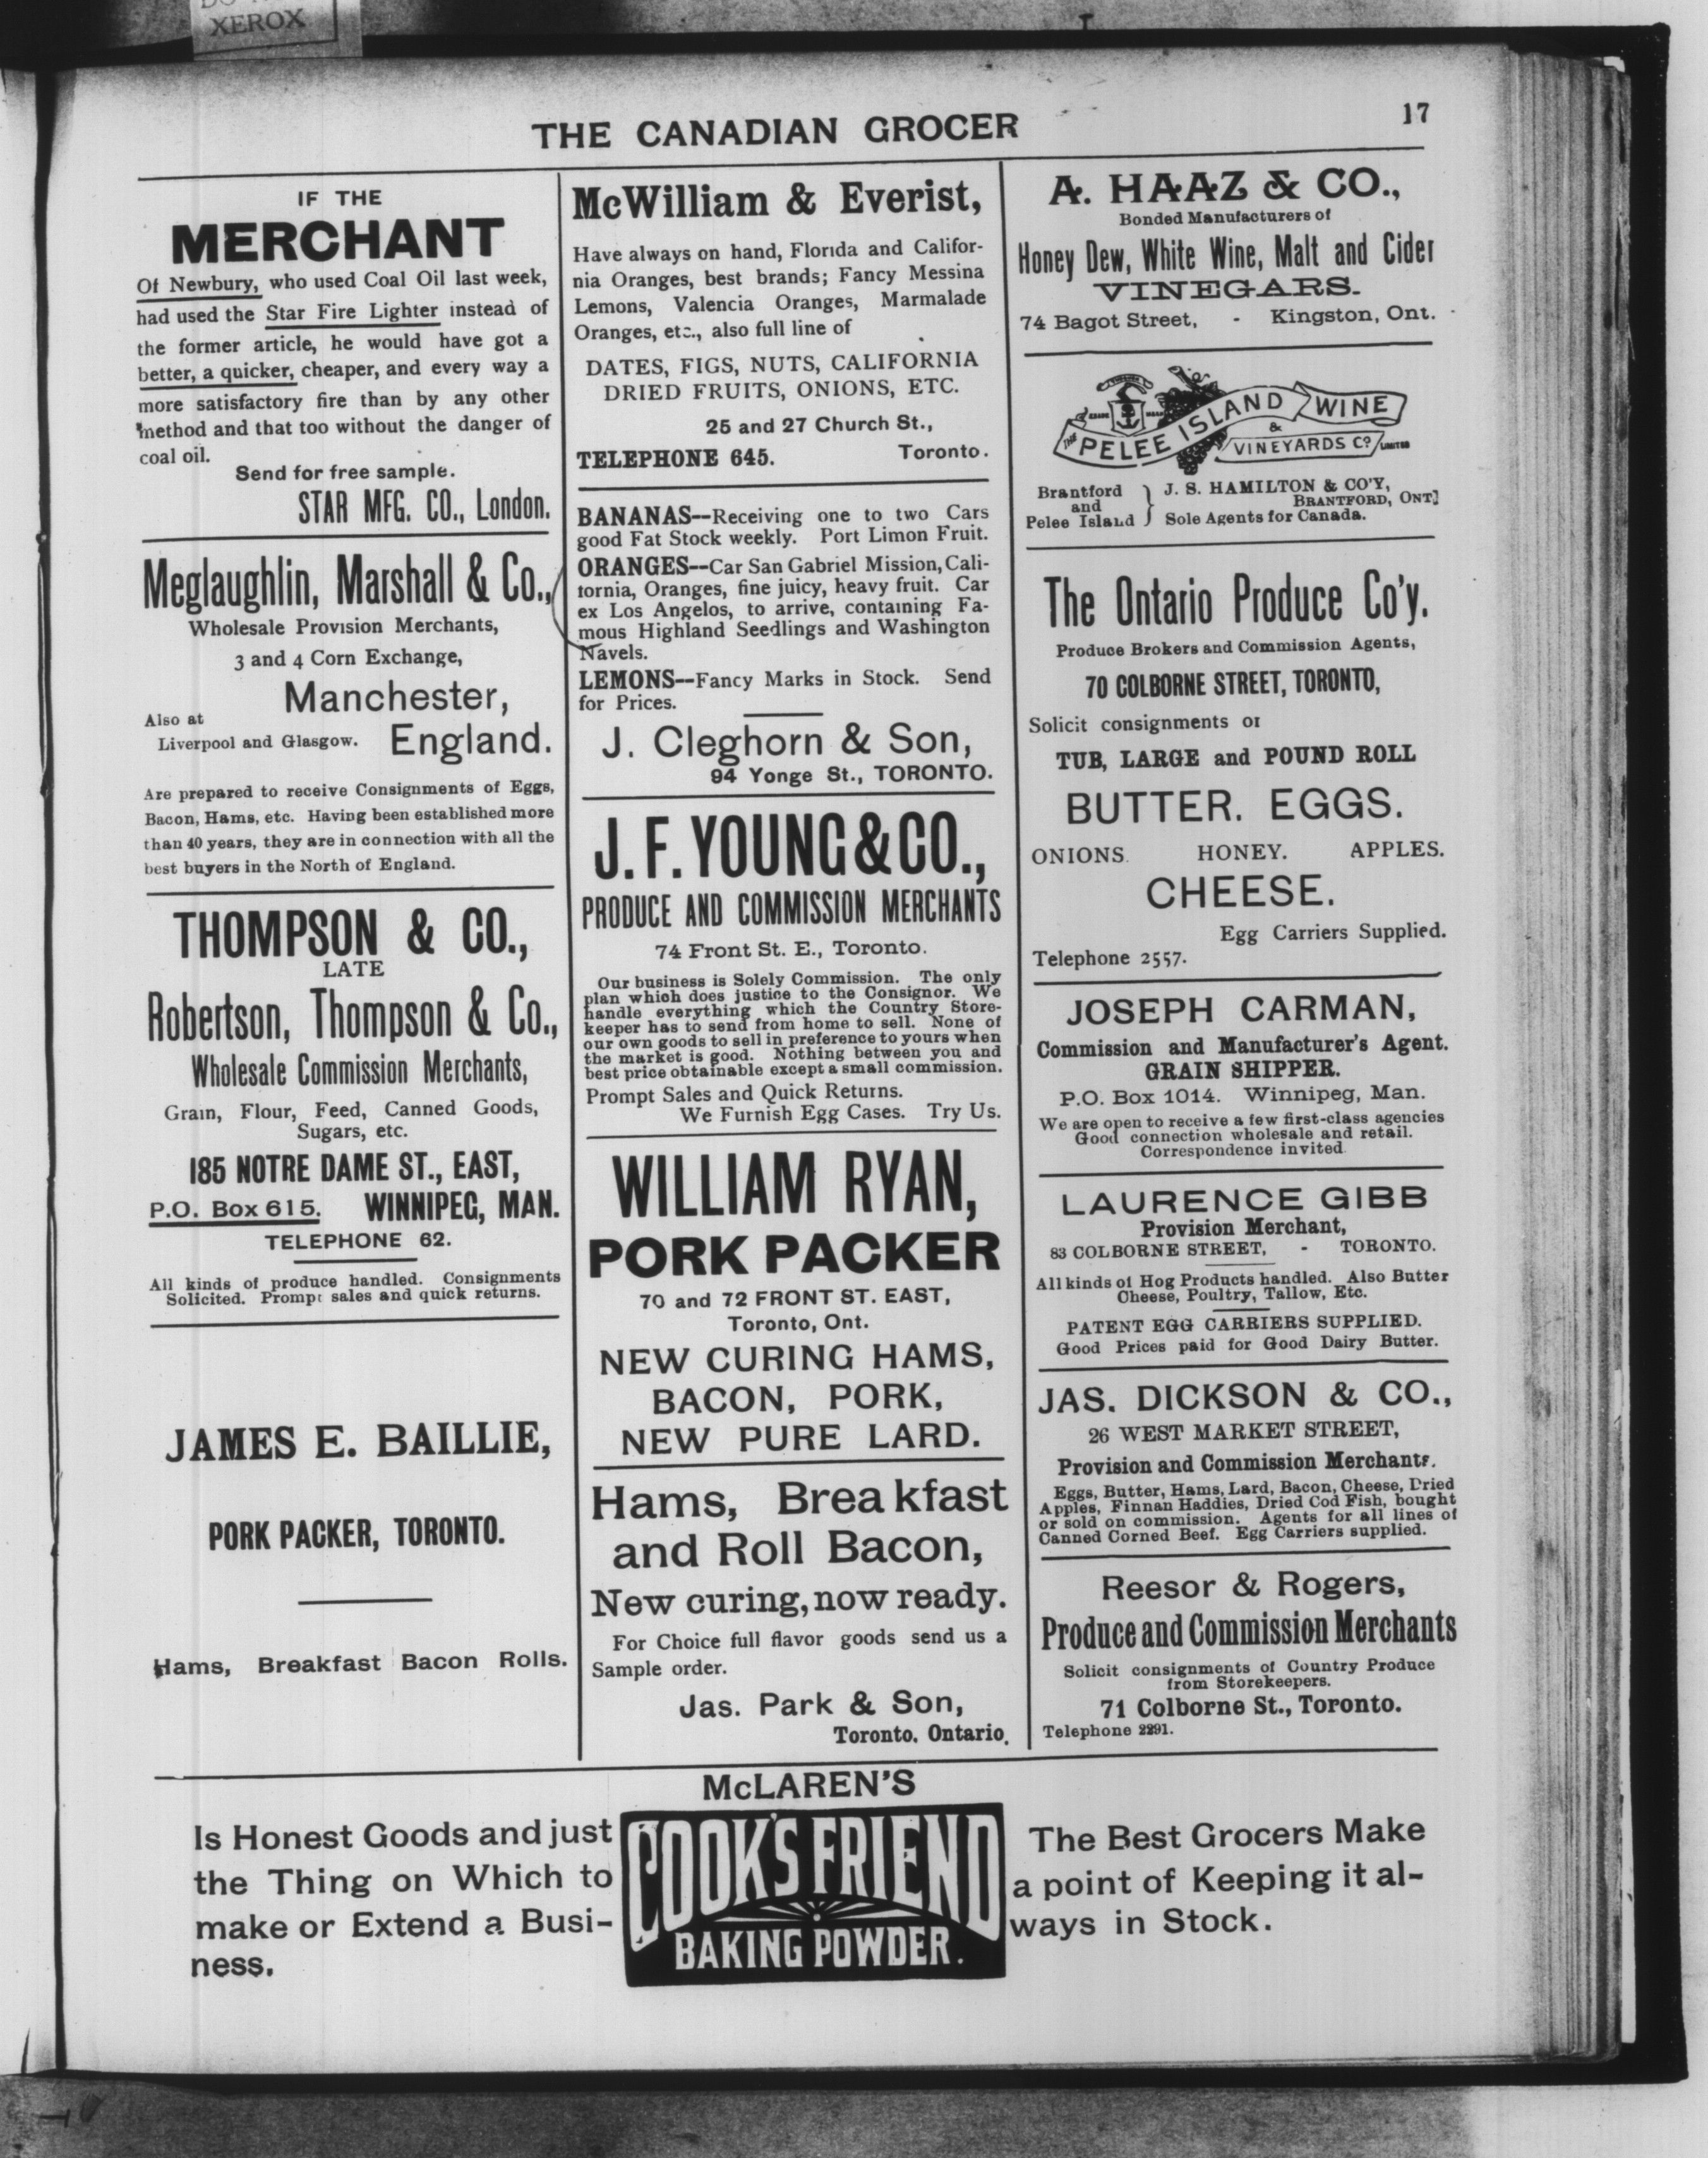 XEROX
THE CANADIAN GROCER
17
IF THE
MERCHANT
Of Newbury, who used Coal Oil last week,
had used the Star Fire Lighter instead of
the former article, he would have got a
better, a quicker, cheaper, and every way a
more satisfactory fire than by any other
method and that too without the danger of
coal oil.
Send for free sample.
STAR MFG. CO., London.
Meglaughlin, Marshall & Co.,
Wholesale Provision Merchants,
3 and 4 Corn Exchange,
Manchester,
Also at
Liverpool and Glasgow. England.
Are prepared to receive Consignments of Eggs,
Bacon, Hams, etc. Having been established more
than 40 years, they are in connection with all the
best buyers in the North of England.
THOMPSON & CO.,
LATE
Robertson, Thompson & Co.,
Wholesale Commission Merchants,
Grain, Flour, Feed, Canned Goods,
Sugars, etc.
185 NOTRE DAME ST., EAST,
P.O. Box 615. WINNIPEG, MAN.
TELEPHONE 62.
All kinds of produce handled. Consignments
Solicited. Prompt sales and quick returns.
JAMES E. BAILLIE,
PORK PACKER, TORONTO.
Hams, Breakfast Bacon Rolls.
McWilliam & Everist,
Have always on hand, Florida and Califor-
nia Oranges, best brands; Fancy Messina
Lemons, Valencia Oranges, Marmalade
Oranges, etc., also full line of
DATES, FIGS, NUTS, CALIFORNIA
DRIED FRUITS, ONIONS, ETC.
25 and 27 Church St.,
TELEPHONE 645. Toronto.
BANANAS--Receiving one to two Cars
good Fat Stock weekly. Port Limon Fruit.
ORANGES--Car San Gabriel Mission, Cali-
fornia, Oranges, fine juicy, heavy fruit. Car
ex Los Angelos, to arrive, containing Fa-
mous Highland Seedlings and Washington
Navels.
LEMONS--Fancy Marks in Stock. Send
for Prices.
J. Cleghorn & Son,
94 Yonge St., TORONTO.
J. F. YOUNG & CO.,
PRODUCE AND COMMISSION MERCHANTS
74 Front St. E., Toronto.
Our business is Solely Commission. The only
plan which does justice to the Consignor. We
handle everything which the Country Store-
keeper has to send from home to sell. None of
our own goods to sell in preference to yours when
the market is good. Nothing between you and
best price obtainable except a small commission.
Prompt Sales and Quick Returns.
We Furnish Egg Cases. Try Us.
WILLIAM RYAN,
PORK PACKER
70 and 72 FRONT ST. EAST,
Toronto, Ont.
NEW CURING HAMS,
BACON, PORK,
NEW PURE LARD.
Hams, Breakfast
and Roll Bacon,
New curing, now ready.
For Choice full flavor goods send us a
Sample order.
Jas. Park & Son,
Toronto. Ontario.
A. HAAZ & CO.,
Bonded Manufacturers of
Honey Dew, White Wine, Malt and Cider
VINEGARS.
74 Bagot Street, - Kingston, Ont.
THE PELEE ISLAND WINE
& VINEYARDS CO. LIMITED
Brantford and Pelee Island } J. S. HAMILTON & CO'Y,
BRANTFORD, ONT.
Sole Agents for Canada.
The Ontario Produce Co'y.
Produce Brokers and Commission Agents,
70 COLBORNE STREET, TORONTO,
Solicit consignments of
TUB, LARGE and POUND ROLL
BUTTER. EGGS.
ONIONS. HONEY. APPLES.
CHEESE.
Egg Carriers Supplied.
Telephone 2557.
JOSEPH CARMAN,
Commission and Manufacturer's Agent.
GRAIN SHIPPER.
P.O. Box 1014. Winnipeg, Man.
We are open to receive a few first-class agencies
Good connection wholesale and retail.
Correspondence invited
LAURENCE GIBB
Provision Merchant,
83 COLBORNE STREET, - TORONTO.
All kinds of Hog Products handled. Also Butter
Cheese, Poultry, Tallow, Etc.
PATENT EGG CARRIERS SUPPLIED.
Good Prices paid for Good Dairy Butter.
JAS. DICKSON & CO.,
26 WEST MARKET STREET,
Provision and Commission Merchants.
Eggs, Butter, Hams, Lard, Bacon, Cheese, Dried
Apples, Finnan Haddies, Dried Cod Fish, bought
or sold on commission. Agents for all lines of
Canned Corned Beef. Egg Carriers supplied.
Reesor & Rogers,
Produce and Commission Merchants
Solicit consignments of Country Produce
from Storekeepers.
71 Colborne St., Toronto.
Telephone 2291.
McLAREN'S
Is Honest Goods and just
the Thing on Which to
make or Extend a Busi-
ness.
COOK'S FRIEND
BAKING POWDER.
The Best Grocers Make
a point of Keeping it al-
ways in Stock.